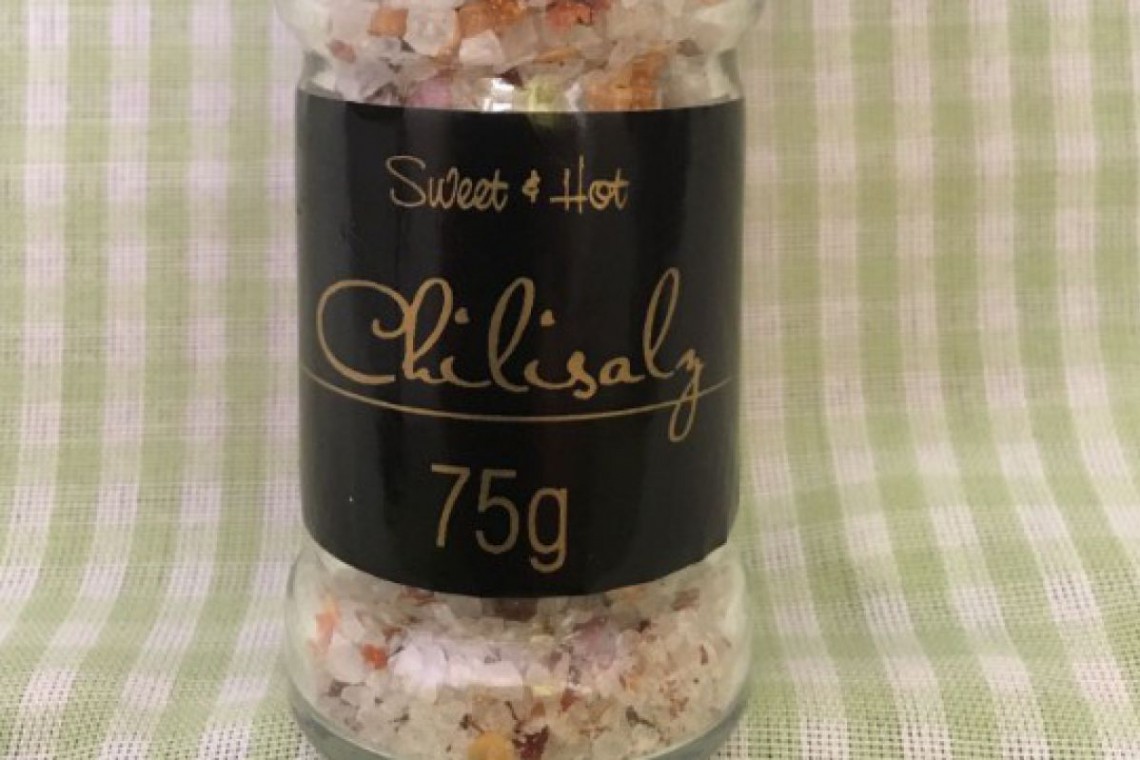 Sweet & Hot
Chilisalz
75g